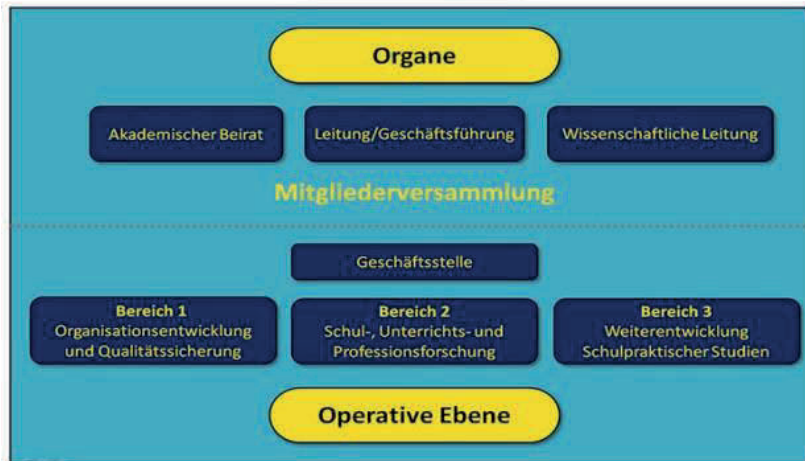 Organe
Akademischer Beirat
Leitung/Geschäftsführung
Wissenschaftliche Leitung
Mitgliederversammlung
Geschäftsstelle
Bereich 1
Organisationsentwicklung
und Qualitätssicherung
Bereich 2
Schul-, Unterrichts- und
Professionsforschung
Bereich 3
Weiterentwicklung
Schulpraktischer Studien
Operative Ebene